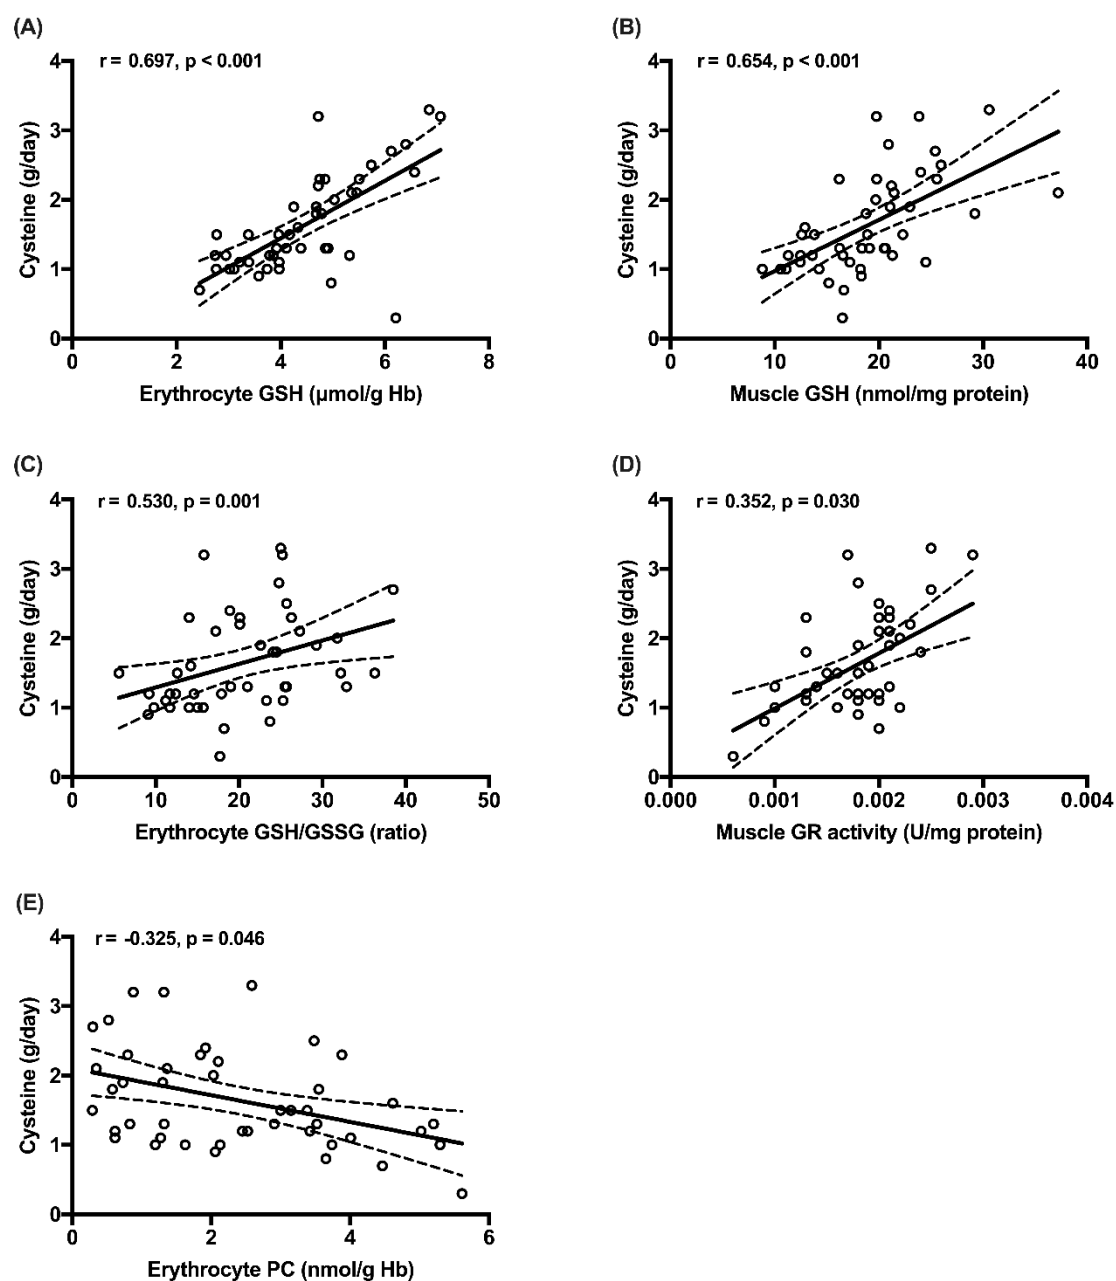 (A)
r = 0.697, p < 0.001
Cysteine (g/day)
4
3
2
1
0
0 2 4 6 8
Erythrocyte GSH (µmol/g Hb)
(B)
r = 0.654, p < 0.001
Cysteine (g/day)
4
3
2
1
0
0 10 20 30 40
Muscle GSH (nmol/mg protein)
(C)
r = 0.530, p = 0.001
Cysteine (g/day)
4
3
2
1
0
0 10 20 30 40 50
Erythrocyte GSH/GSSG (ratio)
(D)
r = 0.352, p = 0.030
Cysteine (g/day)
4
3
2
1
0
0.000 0.001 0.002 0.003 0.004
Muscle GR activity (U/mg protein)
(E)
r = -0.325, p = 0.046
Cysteine (g/day)
4
3
2
1
0
0 2 4 6
Erythrocyte PC (nmol/g Hb)